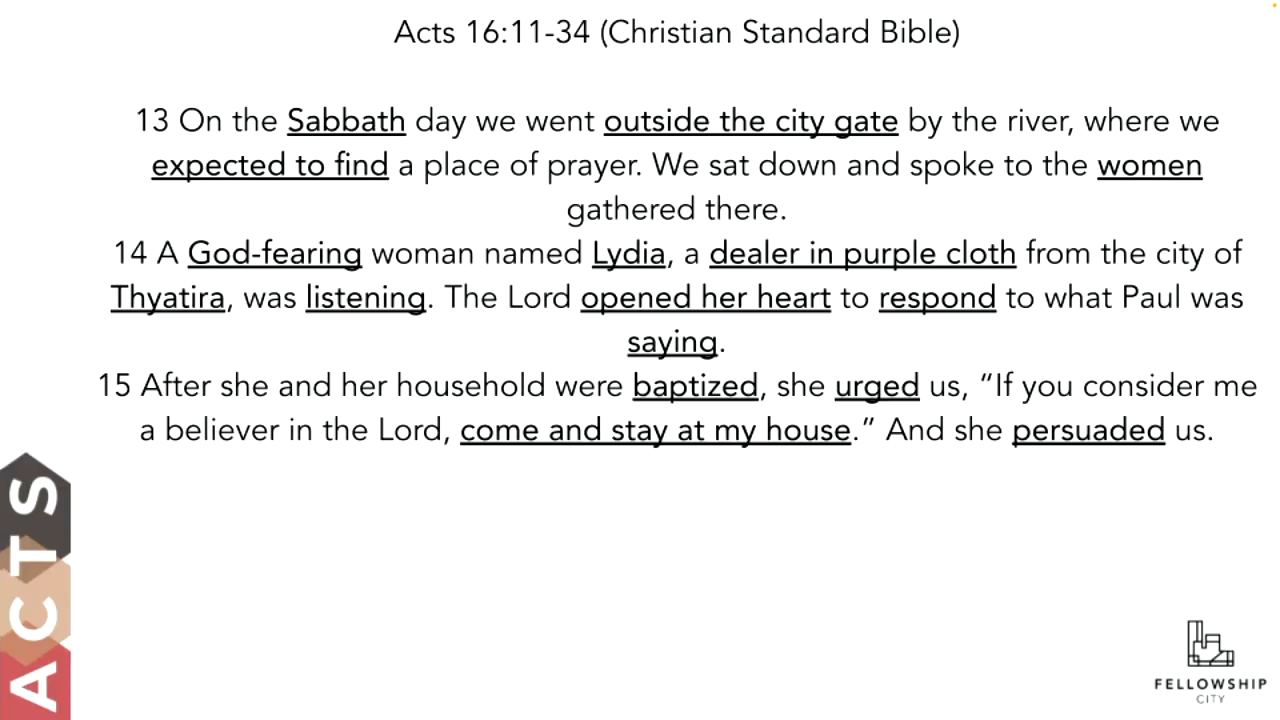 Acts 16:11-34 (Christian Standard Bible)
13 On the Sabbath day we went outside the city gate by the river, where we
expected to find a place of prayer. We sat down and spoke to the women
gathered there.
14 A God-fearing woman named Lydia, a dealer in purple cloth from the city of
Thyatira, was listening. The Lord opened her heart to respond to what Paul was
saying.
15 After she and her household were baptized, she urged us, “If you consider me
a believer in the Lord, come and stay at my house.” And she persuaded us.
ACTS
FELLOWSHIP
CITY